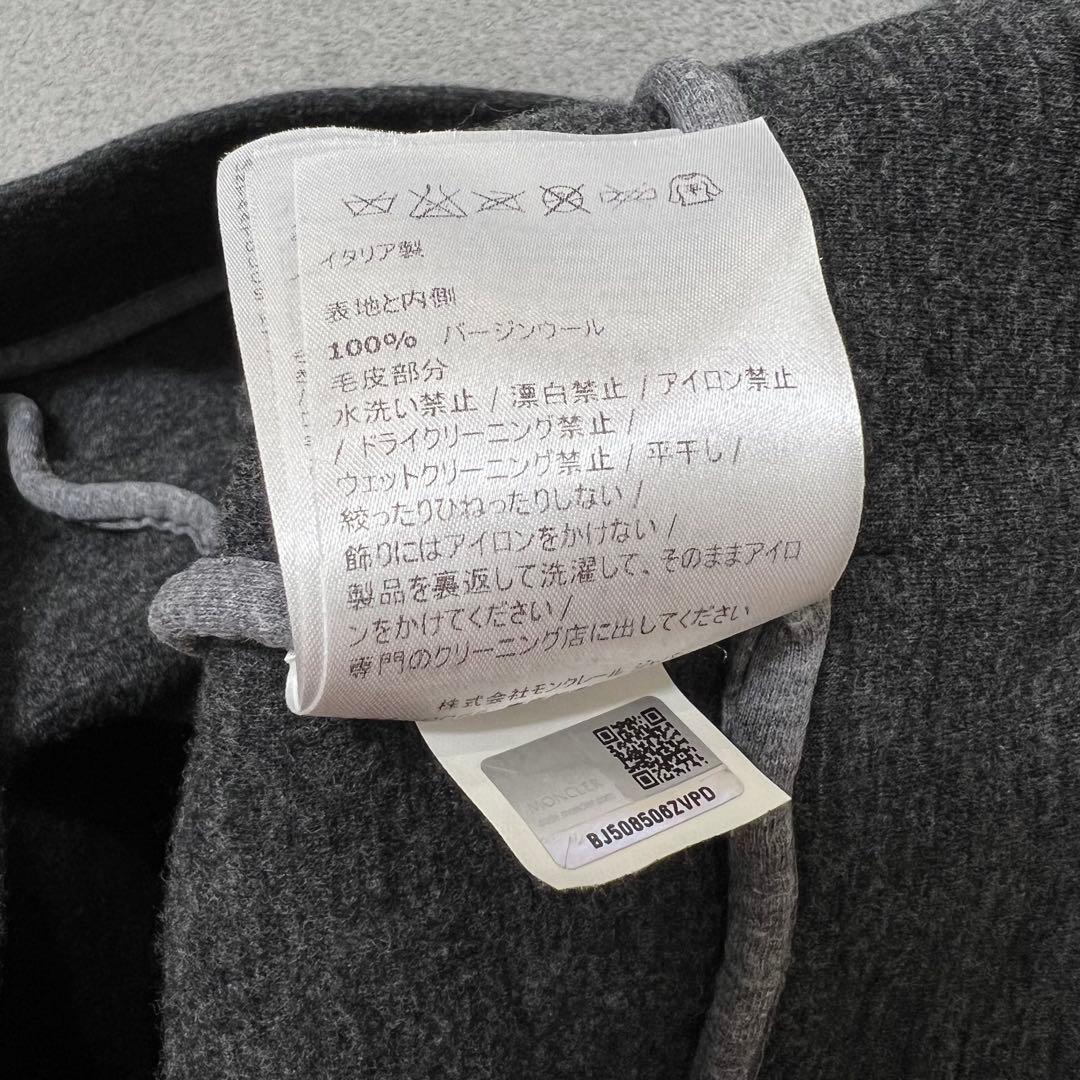 イタリア製
表地と内側
100% バージンウール
毛皮部分
水洗い禁止 / 漂白禁止 / アイロン禁止
/ ドライクリーニング禁止 /
ウェットクリーニング禁止 / 平干し /
絞ったりひねったりしない /
飾りにはアイロンをかけない /
製品を裏返して洗濯して、そのままアイロ
ンをかけてください /
専門のクリーニング店に出してください
株式会社モンクレール
MONCLER
BJ508506ZVPD